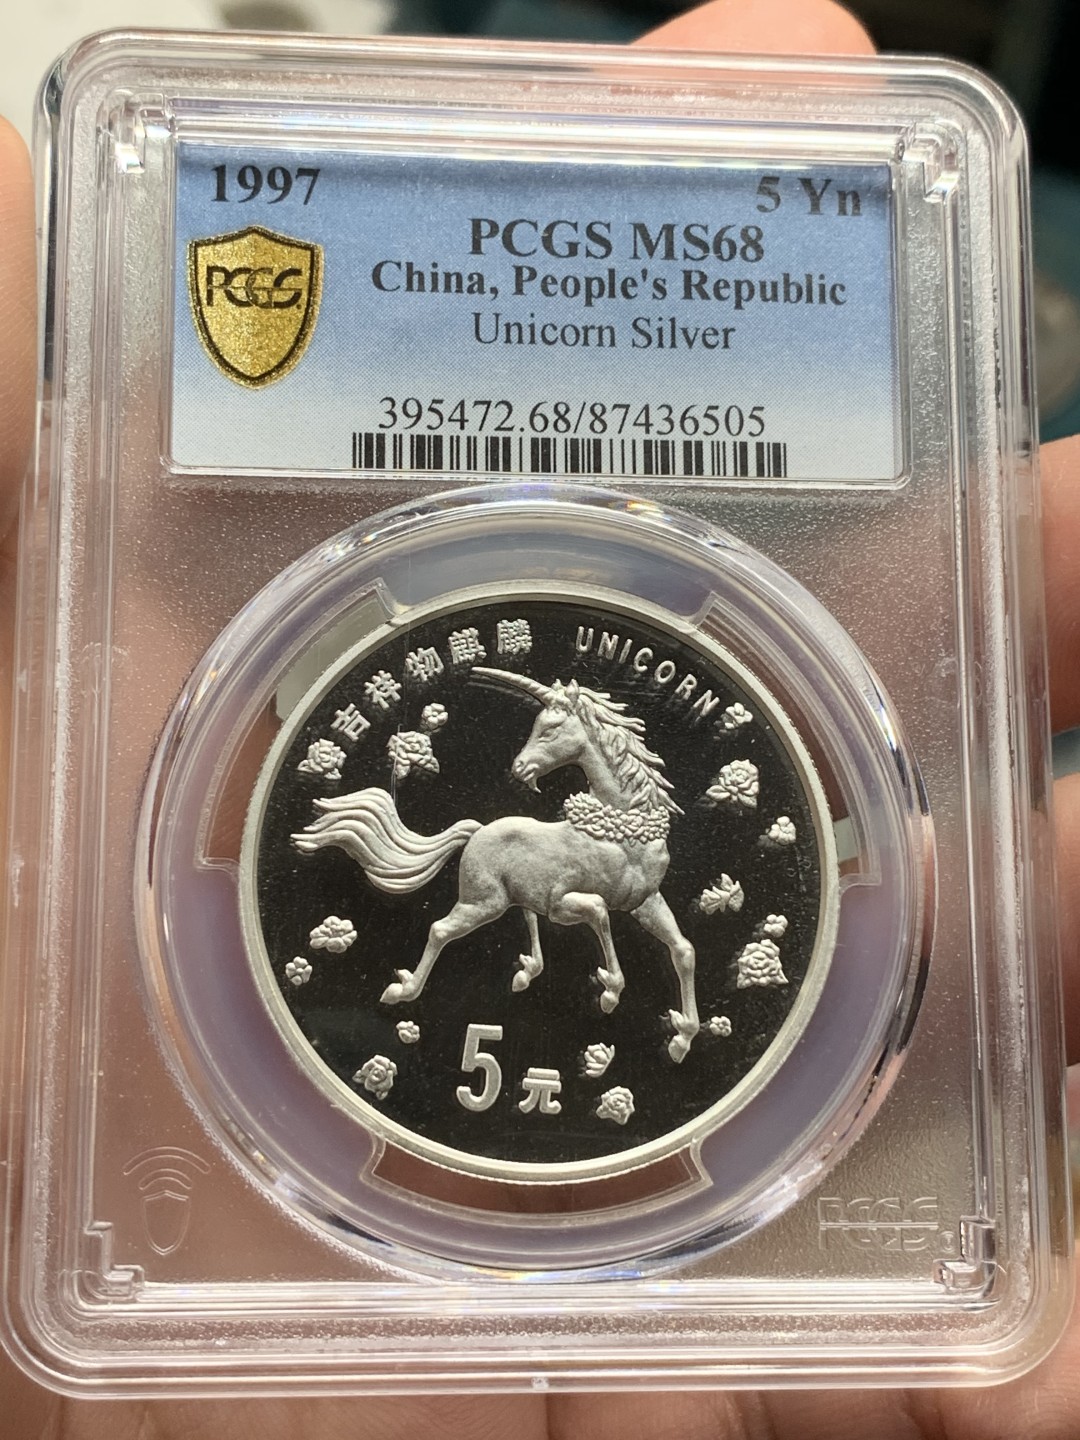 1997
5 Yn
PCGS MS68
PCGS
China, People's Republic
Unicorn Silver
395472.68/87436505
吉祥物麒麟 UNICORN
5元
PCGS